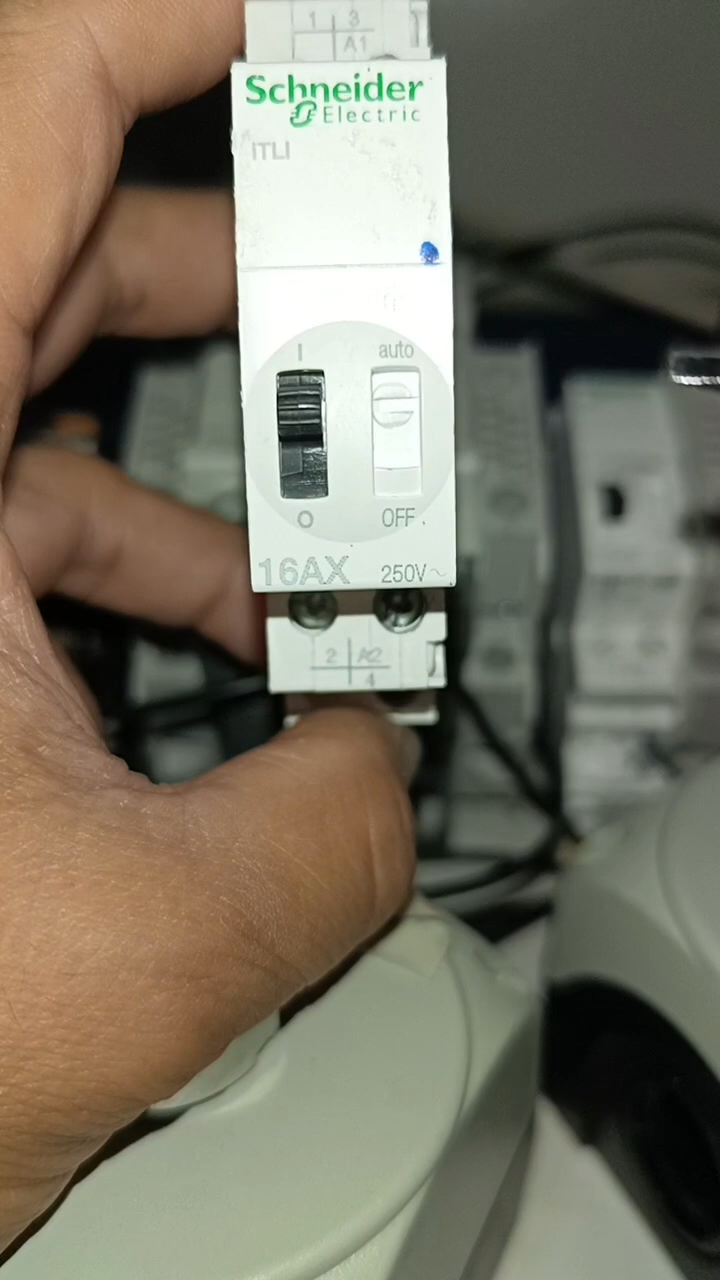 1 3
A1
Schneider
Electric
iTLI
I auto
O OFF
16AX 250V~
2 A2
4